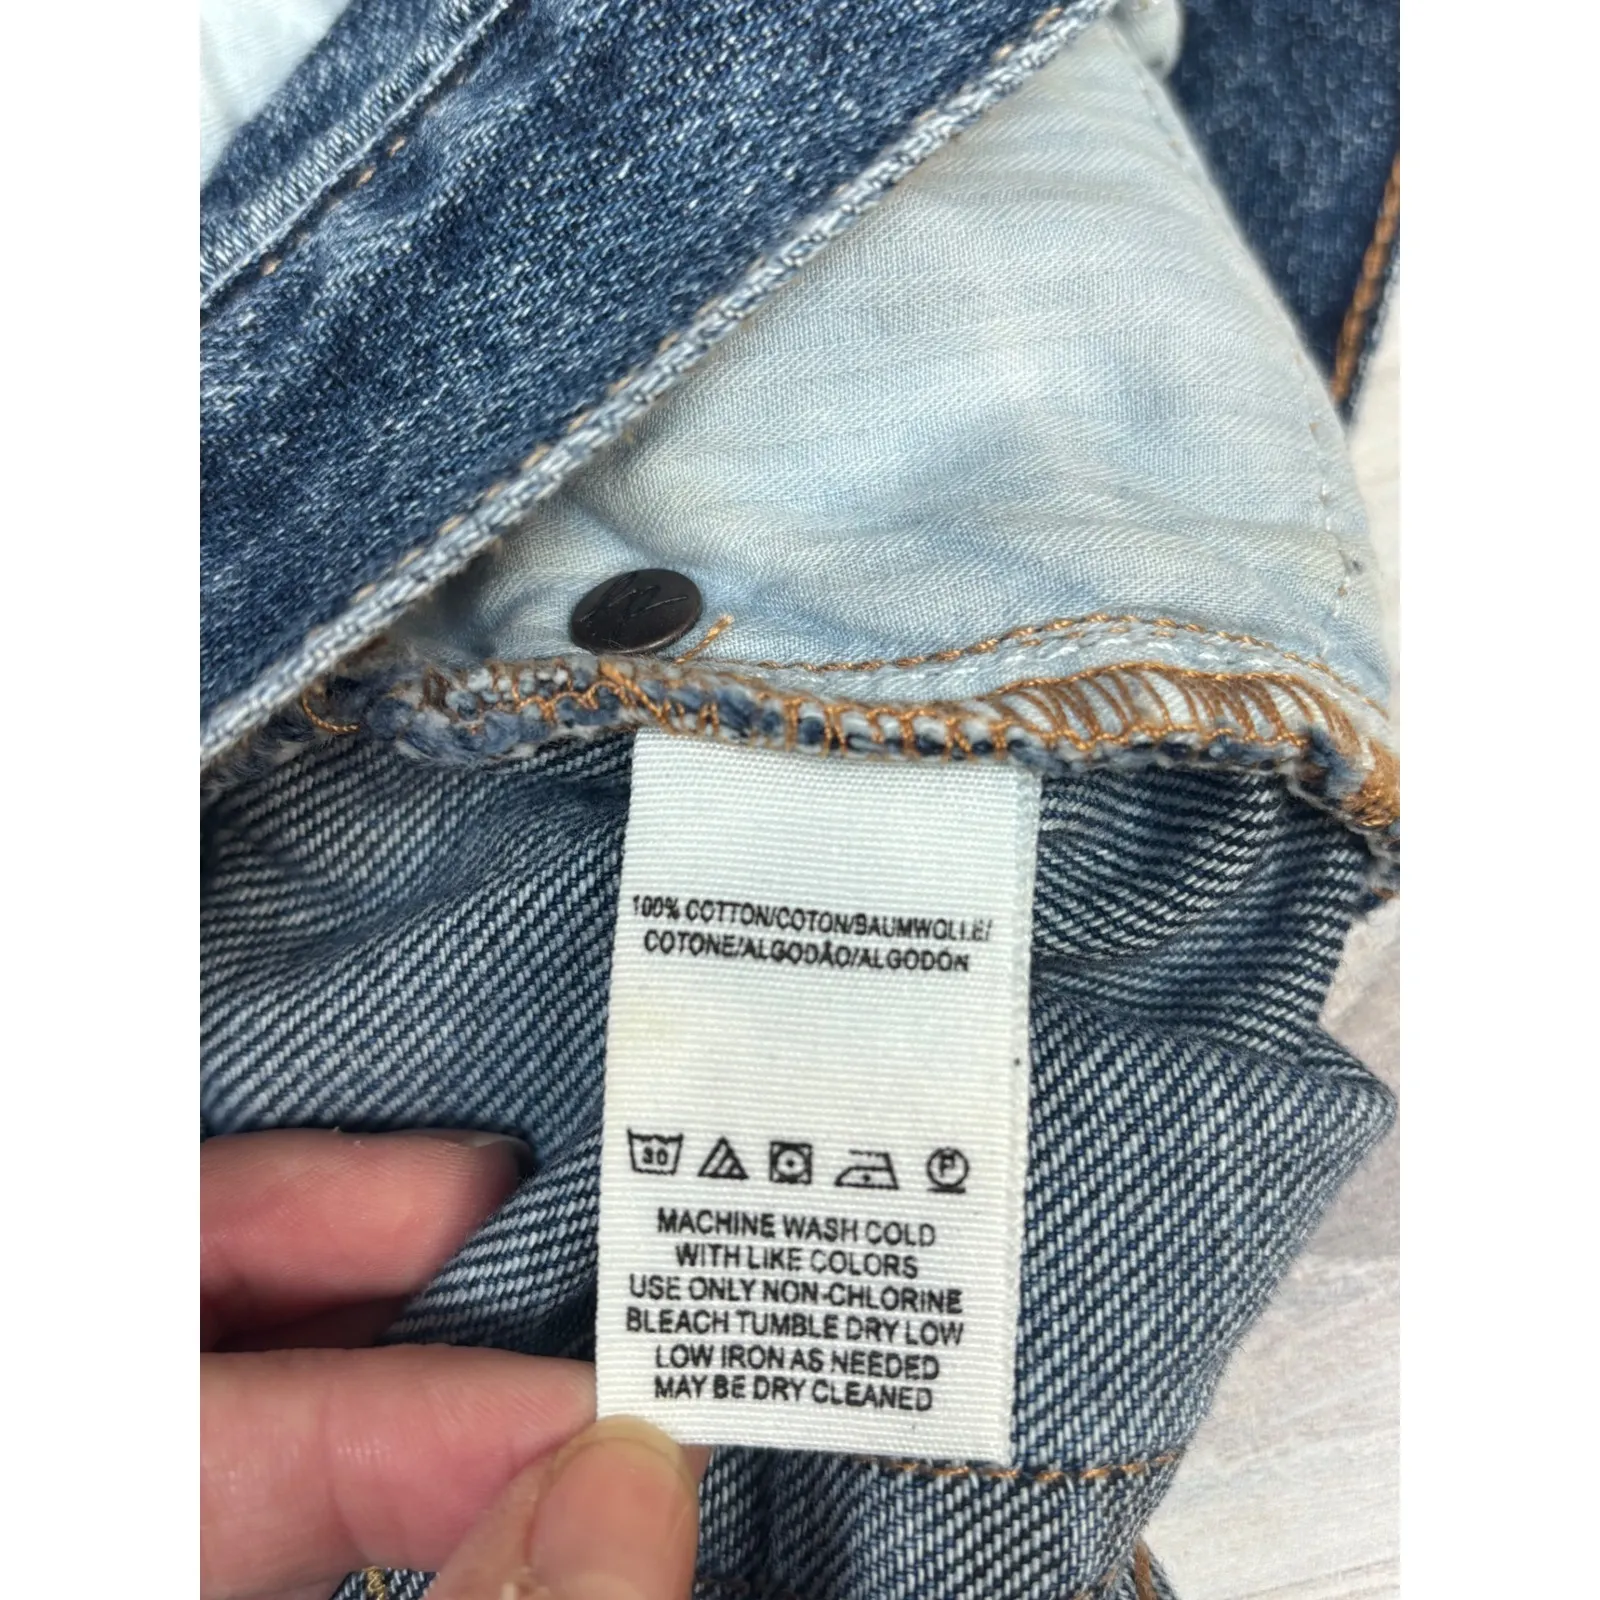 100% COTTON/COTON/BAUMWOLLE/
COTONE/ALGODÃO/ALGODÓN
30 P
MACHINE WASH COLD
WITH LIKE COLORS
USE ONLY NON-CHLORINE
BLEACH TUMBLE DRY LOW
LOW IRON AS NEEDED
MAY BE DRY CLEANED